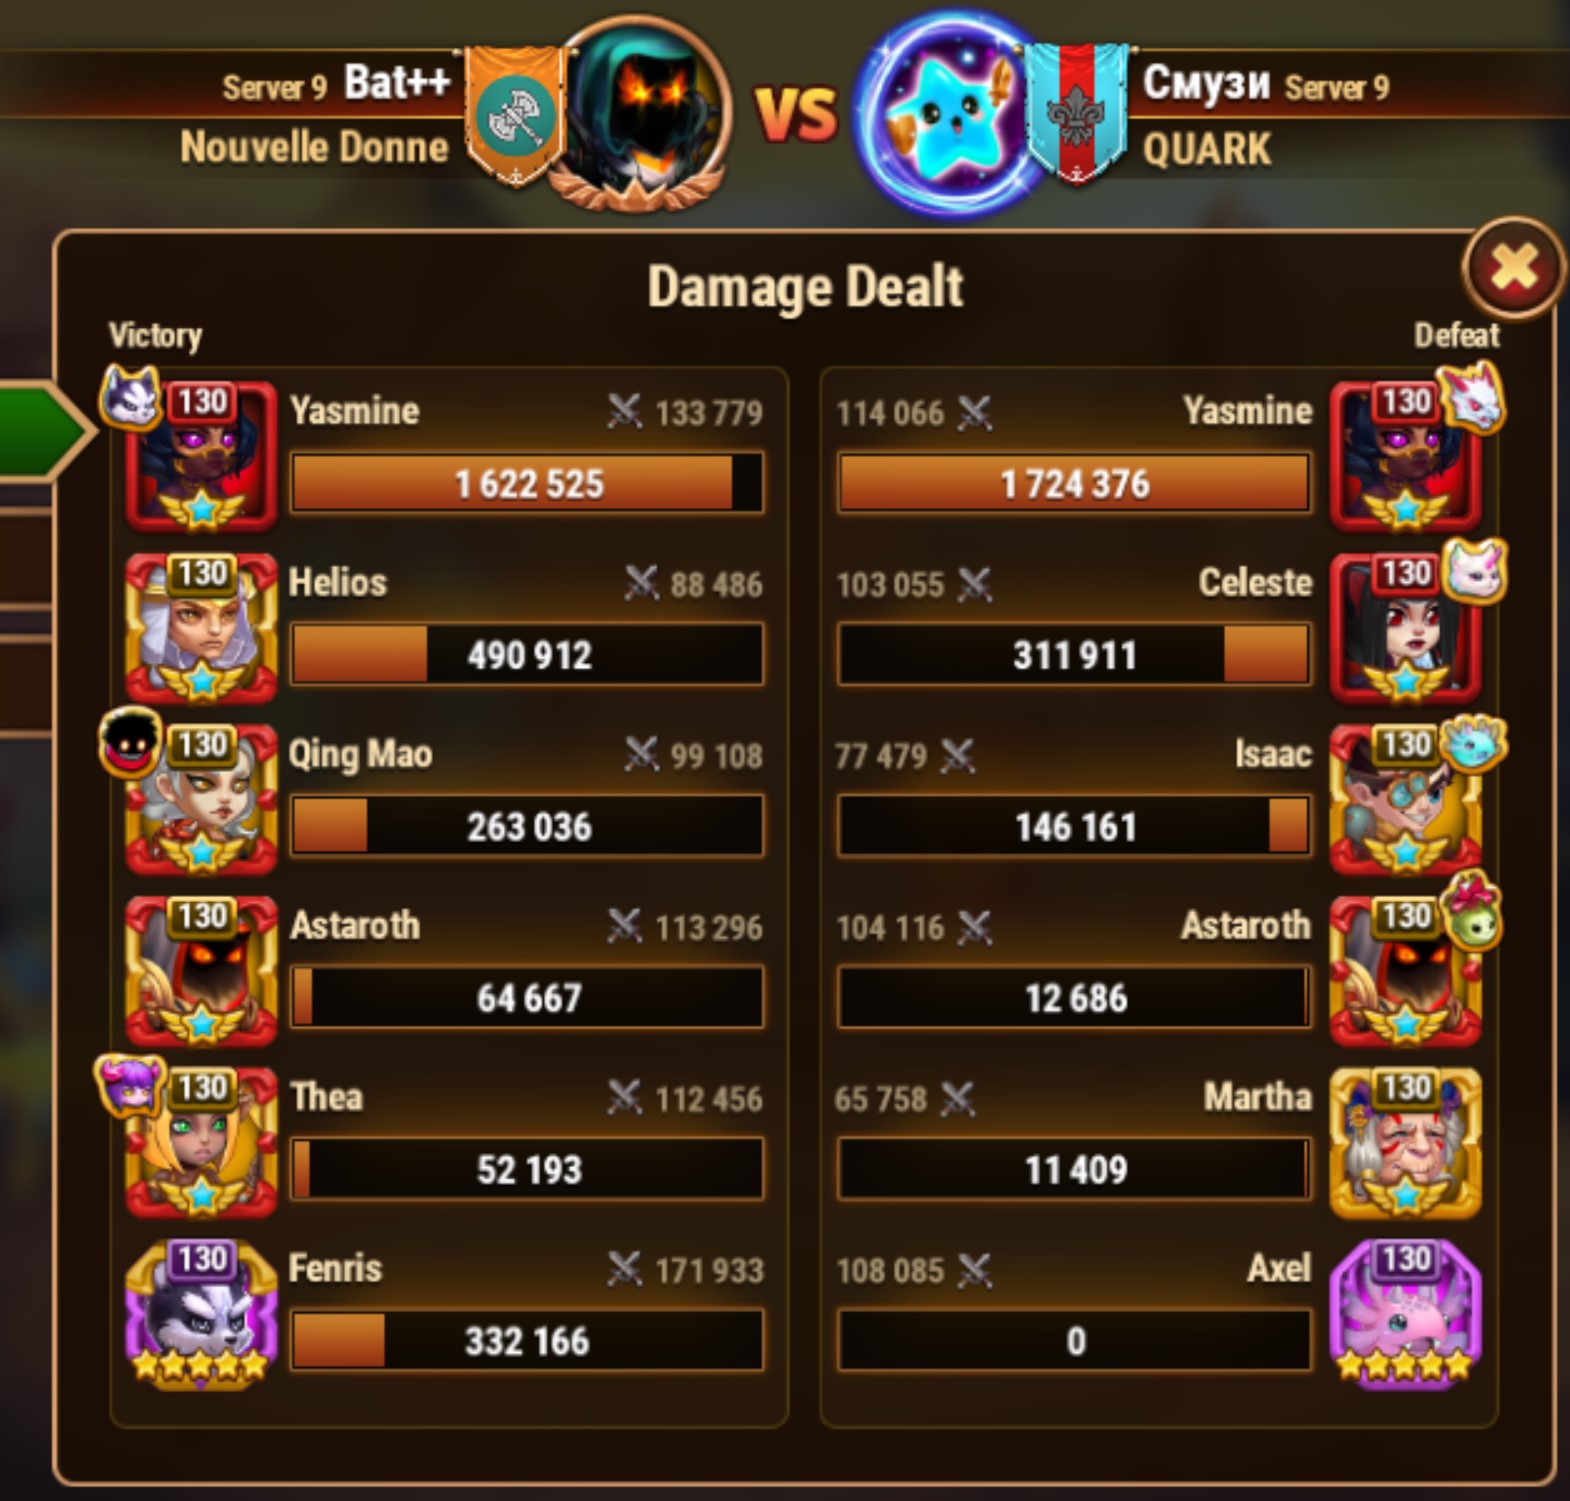 Server 9 Bat++
Nouvelle Donne
VS
Смузи Server 9
QUARK
Damage Dealt
Victory
Defeat
130 Yasmine 133 779
1 622 525
114 066 Yasmine 130
1 724 376
130 Helios 88 486
490 912
103 055 Celeste 130
311 911
130 Qing Mao 99 108
263 036
77 479 Isaac 130
146 161
130 Astaroth 113 296
64 667
104 116 Astaroth 130
12 686
130 Thea 112 456
52 193
65 758 Martha 130
11 409
130 Fenris 171 933
332 166
108 085 Axel 130
0